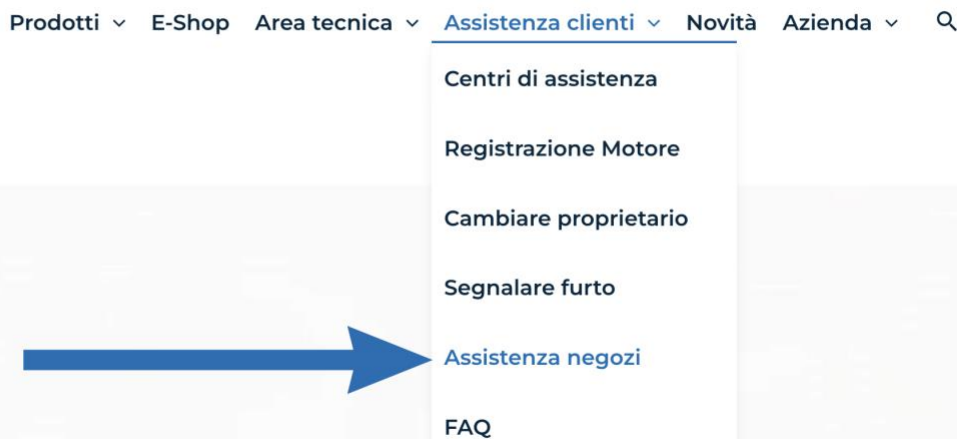 Prodotti E-Shop Area tecnica Assistenza clienti Novità Azienda
Centri di assistenza
Registrazione Motore
Cambiare proprietario
Segnalare furto
Assistenza negozi
FAQ